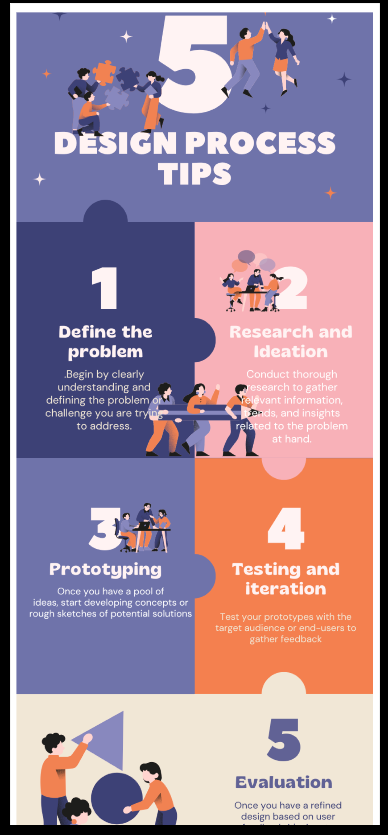 5
DESIGN PROCESS
TIPS
1
Define the
problem
.Begin by clearly
understanding and
defining the problem or
challenge you are trying
to address.
2
Research and
Ideation
Conduct thorough
research to gather
relevant information,
trends, and insights
related to the problem
at hand.
3
Prototyping
Once you have a pool of
ideas, start developing concepts or
rough sketches of potential solutions
4
Testing and
iteration
Test your prototypes with the
target audience or end-users to
gather feedback
5
Evaluation
Once you have a refined
design based on user